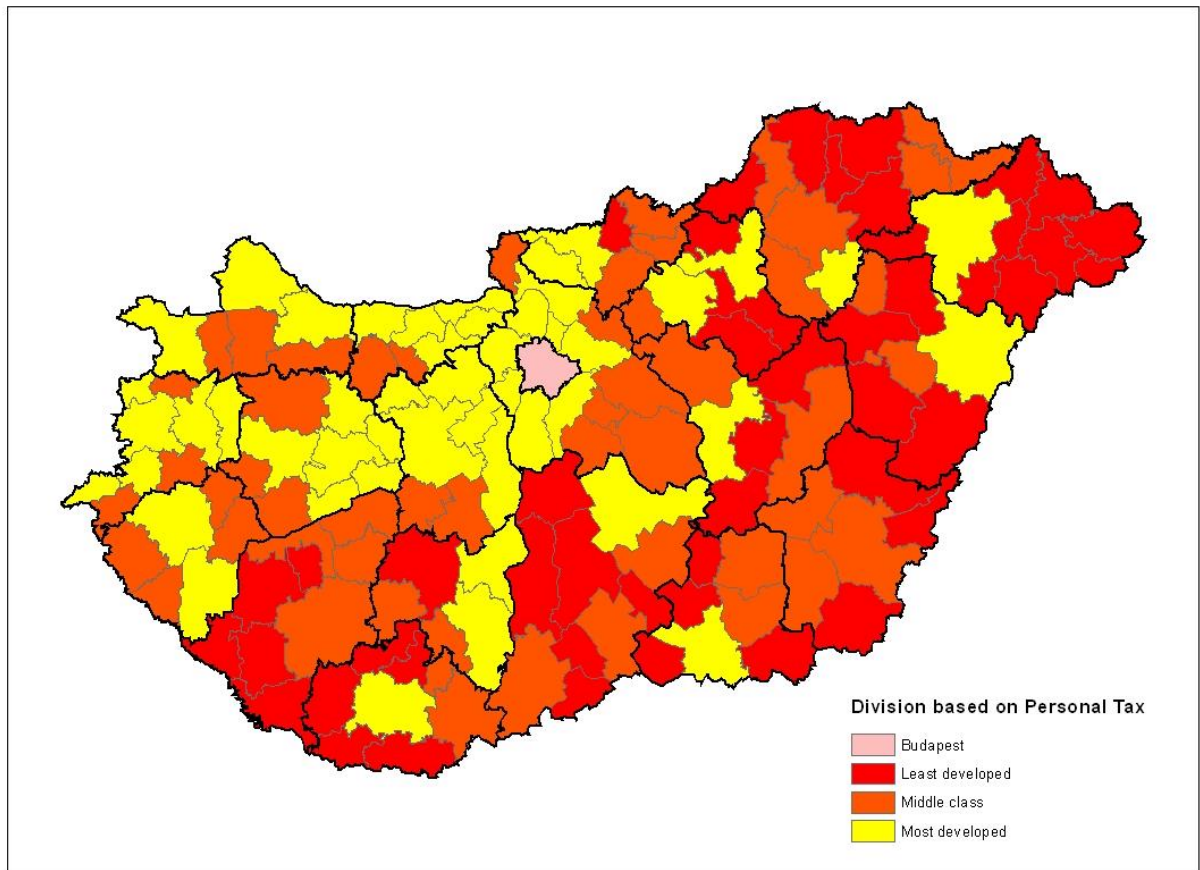 Division based on Personal Tax
Budapest
Least developed
Middle class
Most developed